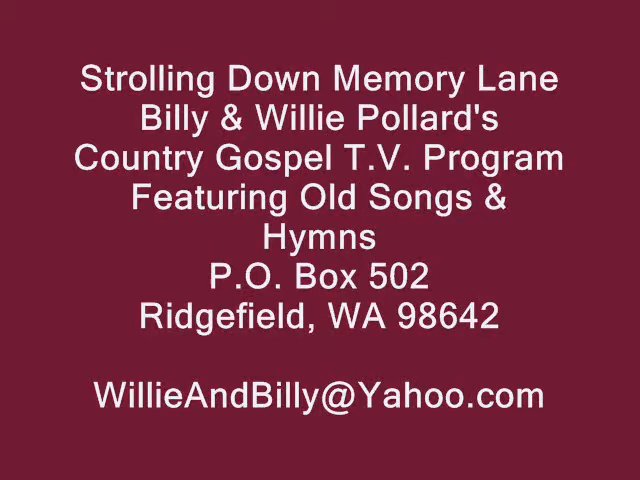 Strolling Down Memory Lane
Billy & Willie Pollard's
Country Gospel T.V. Program
Featuring Old Songs &
Hymns
P.O. Box 502
Ridgefield, WA 98642
WillieAndBilly@Yahoo.com